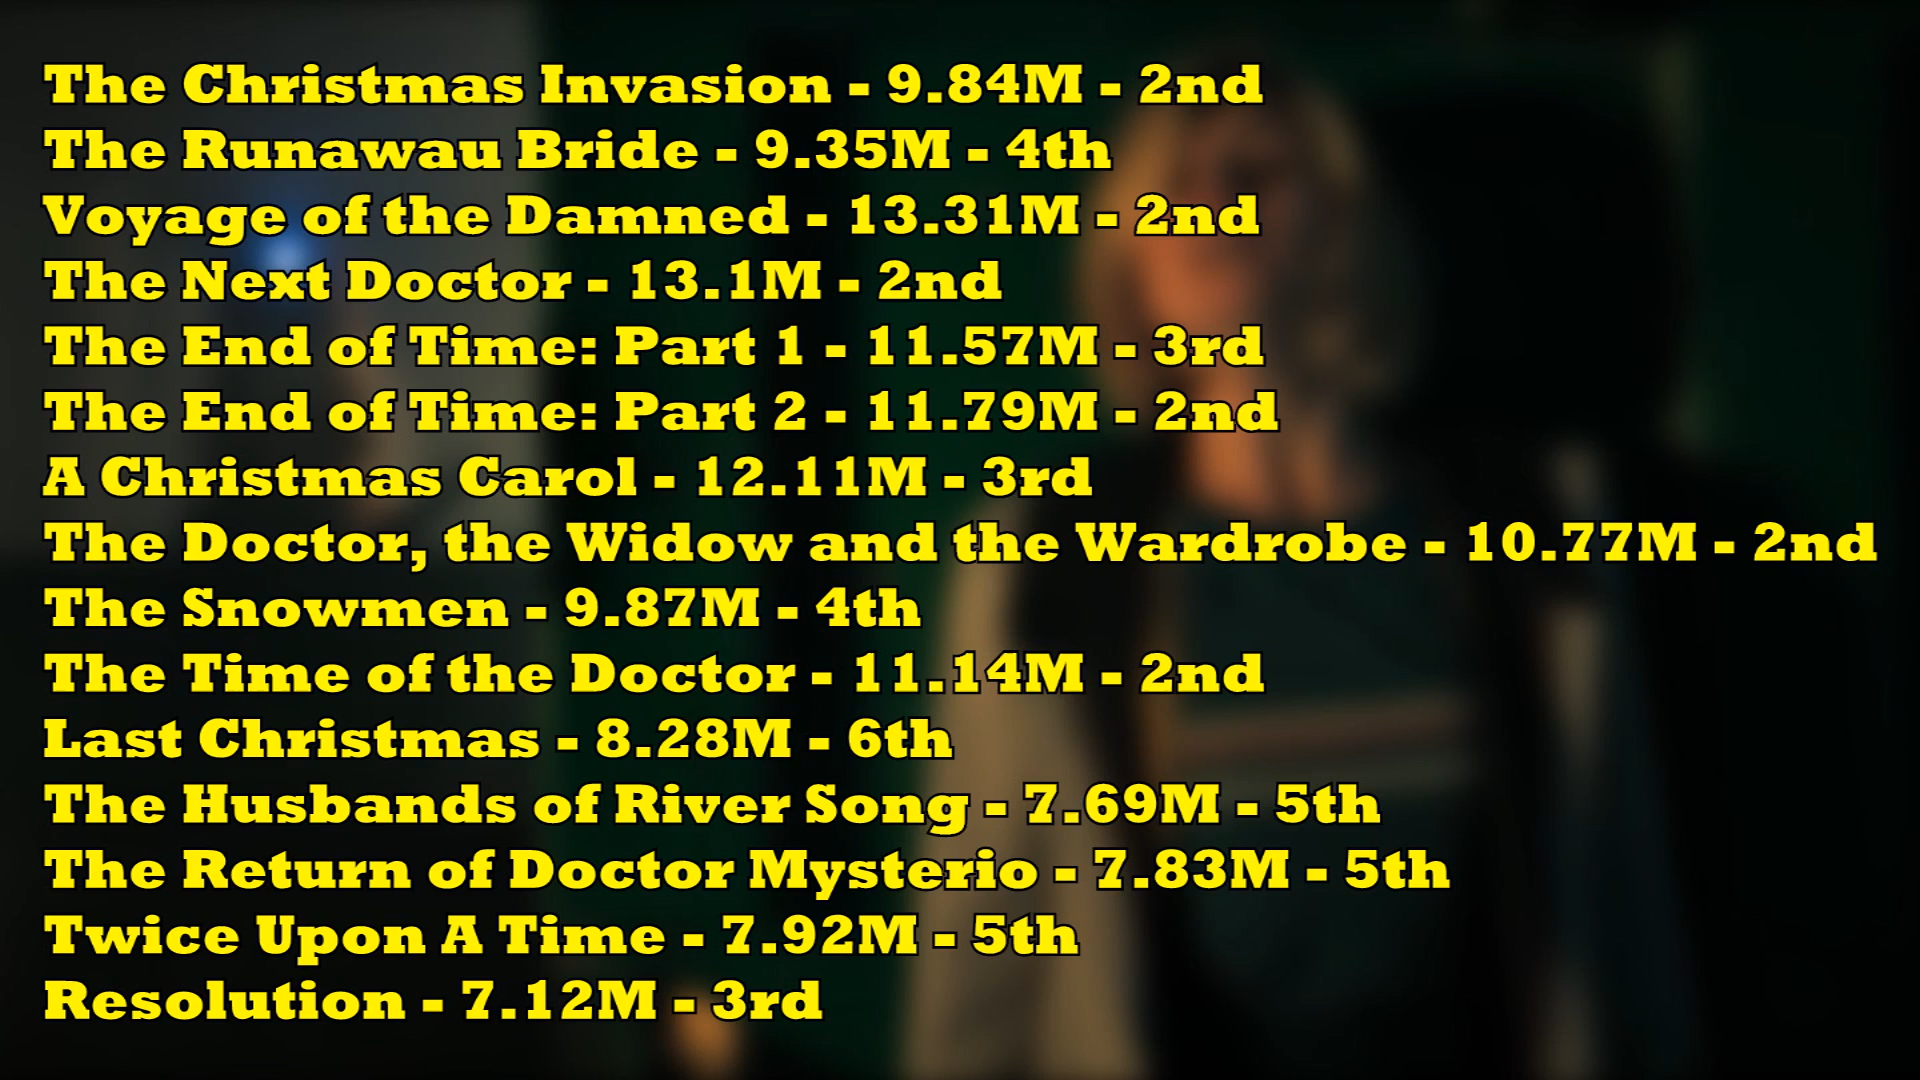 The Christmas Invasion - 9.84M - 2nd
The Runawau Bride - 9.35M - 4th
Voyage of the Damned - 13.31M - 2nd
The Next Doctor - 13.1M - 2nd
The End of Time: Part 1 - 11.57M - 3rd
The End of Time: Part 2 - 11.79M - 2nd
A Christmas Carol - 12.11M - 3rd
The Doctor, the Widow and the Wardrobe - 10.77M - 2nd
The Snowmen - 9.87M - 4th
The Time of the Doctor - 11.14M - 2nd
Last Christmas - 8.28M - 6th
The Husbands of River Song - 7.69M - 5th
The Return of Doctor Mysterio - 7.83M - 5th
Twice Upon A Time - 7.92M - 5th
Resolution - 7.12M - 3rd